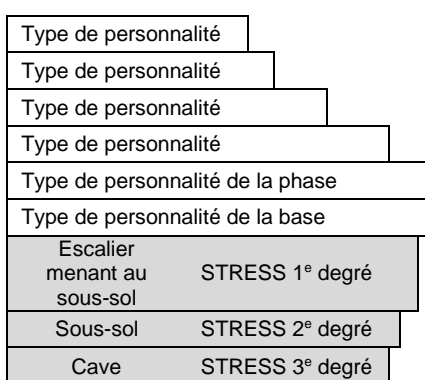 Type de personnalité
Type de personnalité
Type de personnalité
Type de personnalité
Type de personnalité de la phase
Type de personnalité de la base
Escalier
menant au STRESS 1e degré
sous-sol
Sous-sol STRESS 2e degré
Cave STRESS 3e degré